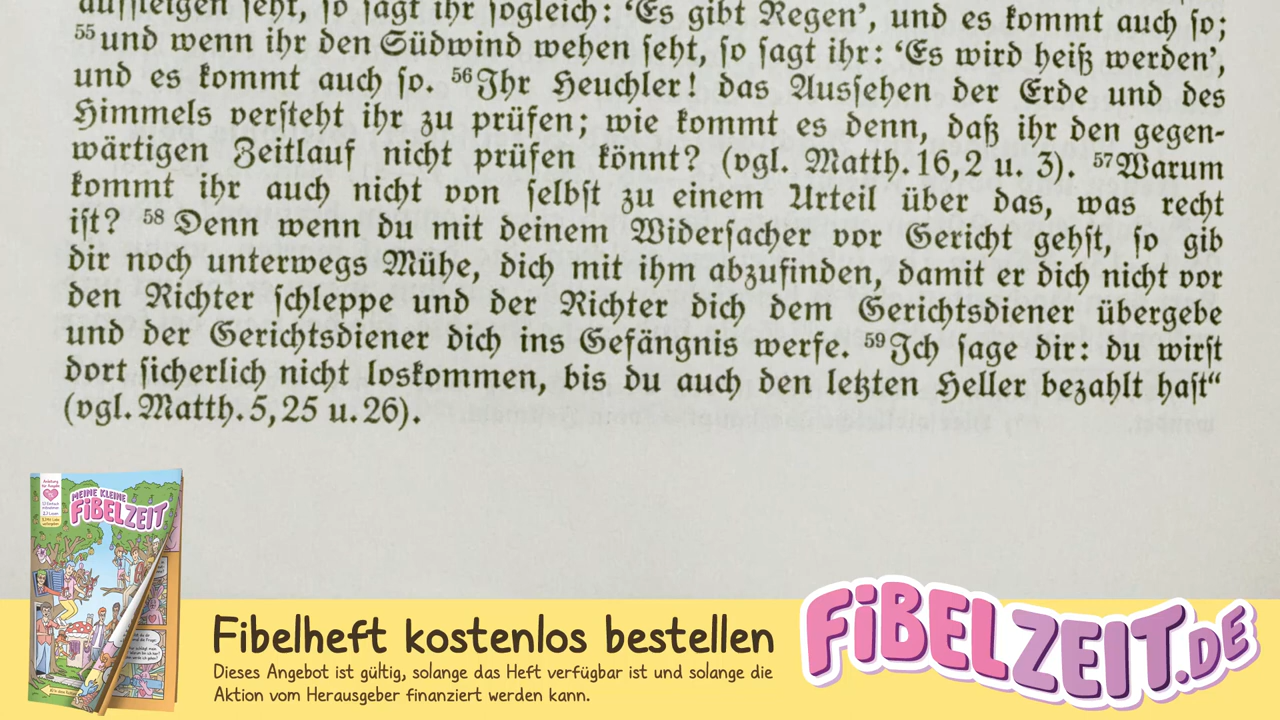 aufsteigen seht, so sagt ihr sogleich: ‘Es gibt Regen’, und es kommt auch so;
55 und wenn ihr den Südwind wehen seht, so sagt ihr: ‘Es wird heiß werden’,
und es kommt auch so. 56 Ihr Heuchler! das Aussehen der Erde und des
Himmels versteht ihr zu prüfen; wie kommt es denn, daß ihr den gegen-
wärtigen Zeitlauf nicht prüfen könnt? (vgl. Matth. 16, 2 u. 3). 57 Warum
kommt ihr auch nicht von selbst zu einem Urteil über das, was recht
ist? 58 Denn wenn du mit deinem Widersacher vor Gericht gehst, so gib
dir noch unterwegs Mühe, dich mit ihm abzufinden, damit er dich nicht vor
den Richter schleppe und der Richter dich dem Gerichtsdiener übergebe
und der Gerichtsdiener dich ins Gefängnis werfe. 59 Ich sage dir: du wirst
dort sicherlich nicht loskommen, bis du auch den letzten Heller bezahlt hast“
(vgl. Matth. 5, 25 u. 26).
MEINE KLEINE
FiBELZEIT
Fibelheft kostenlos bestellen
Dieses Angebot ist gültig, solange das Heft verfügbar ist und solange die
Aktion vom Herausgeber finanziert werden kann.
FiBELZEIT.DE